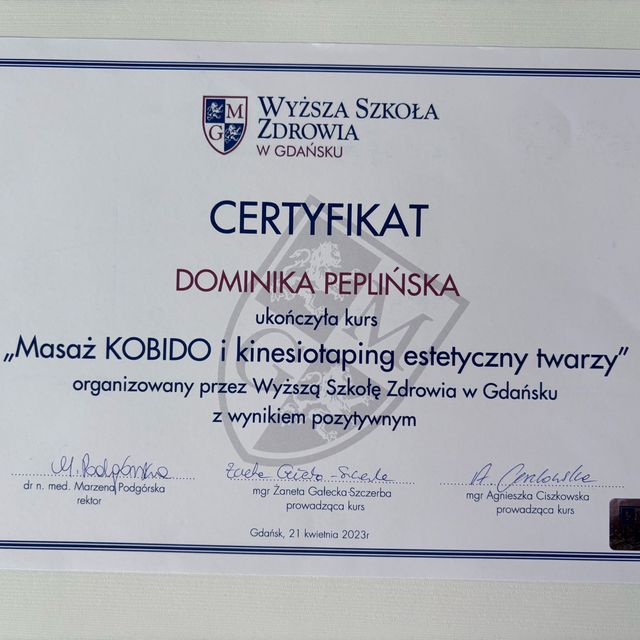 M
G
WYŻSZA SZKOŁA
ZDROWIA
W GDAŃSKU
CERTYFIKAT
DOMINIKA PEPLIŃSKA
ukończyła kurs
„Masaż KOBIDO i kinesiotaping estetyczny twarzy”
organizowany przez Wyższą Szkołę Zdrowia w Gdańsku
z wynikiem pozytywnym
M. Podgórska
dr n. med. Marzena Podgórska
rektor
mgr Żaneta Gałecka-Szczerba
prowadząca kurs
mgr Agnieszka Ciszkowska
prowadząca kurs
Gdańsk, 21 kwietnia 2023r